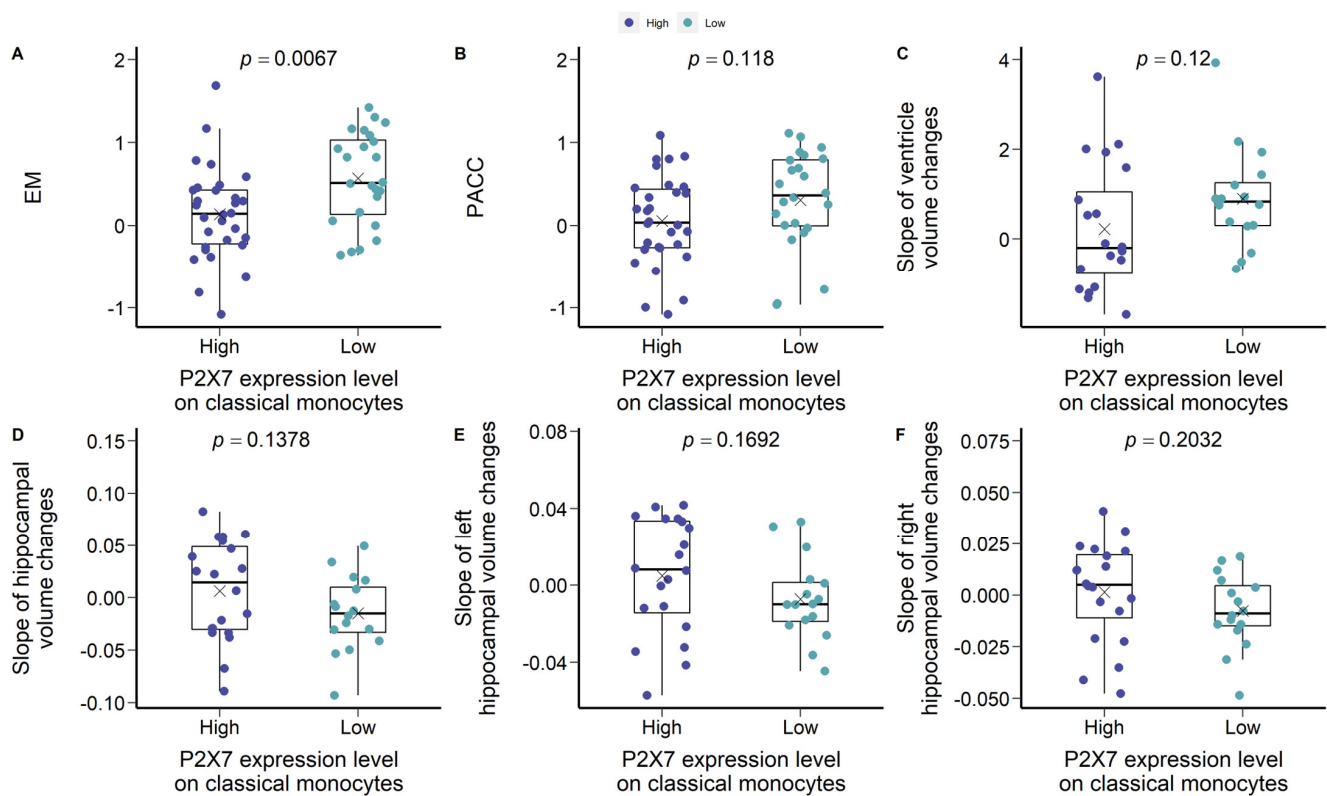 High Low
A
p = 0.0067
EM
2
1
0
-1
High Low
P2X7 expression level
on classical monocytes
B
p = 0.118
PACC
2
1
0
-1
High Low
P2X7 expression level
on classical monocytes
C
p = 0.12
Slope of ventricle
volume changes
4
2
0
High Low
P2X7 expression level
on classical monocytes
D
p = 0.1378
Slope of hippocampal
volume changes
0.15
0.10
0.05
0.00
-0.05
-0.10
High Low
P2X7 expression level
on classical monocytes
E
p = 0.1692
Slope of left
hippocampal volume changes
0.08
0.04
0.00
-0.04
High Low
P2X7 expression level
on classical monocytes
F
p = 0.2032
Slope of right
hippocampal volume changes
0.075
0.050
0.025
0.000
-0.025
-0.050
High Low
P2X7 expression level
on classical monocytes